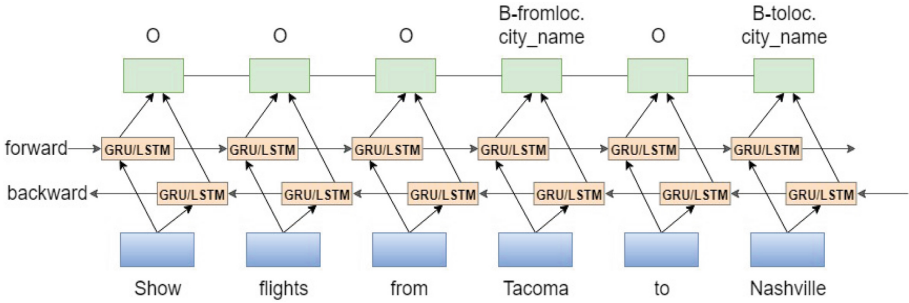 O O O B-fromloc. O B-toloc.
city_name city_name
forward GRU/LSTM GRU/LSTM GRU/LSTM GRU/LSTM GRU/LSTM GRU/LSTM
backward GRU/LSTM GRU/LSTM GRU/LSTM GRU/LSTM GRU/LSTM GRU/LSTM
Show flights from Tacoma to Nashville